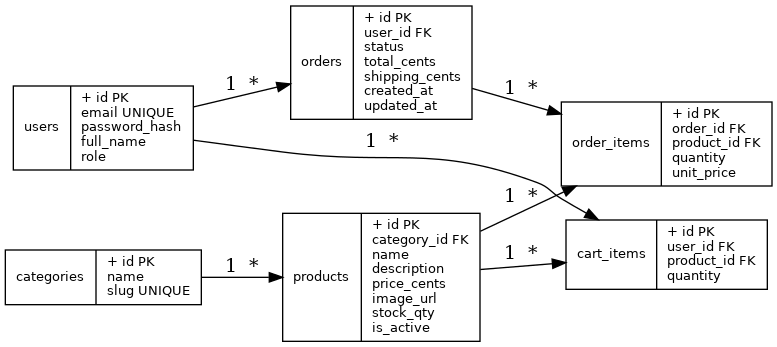 users
+ id PK
email UNIQUE
password_hash
full_name
role
orders
+ id PK
user_id FK
status
total_cents
shipping_cents
created_at
updated_at
order_items
+ id PK
order_id FK
product_id FK
quantity
unit_price
categories
+ id PK
name
slug UNIQUE
products
+ id PK
category_id FK
name
description
price_cents
image_url
stock_qty
is_active
cart_items
+ id PK
user_id FK
product_id FK
quantity
1 *
1 *
1 *
1 *
1 *
1 *